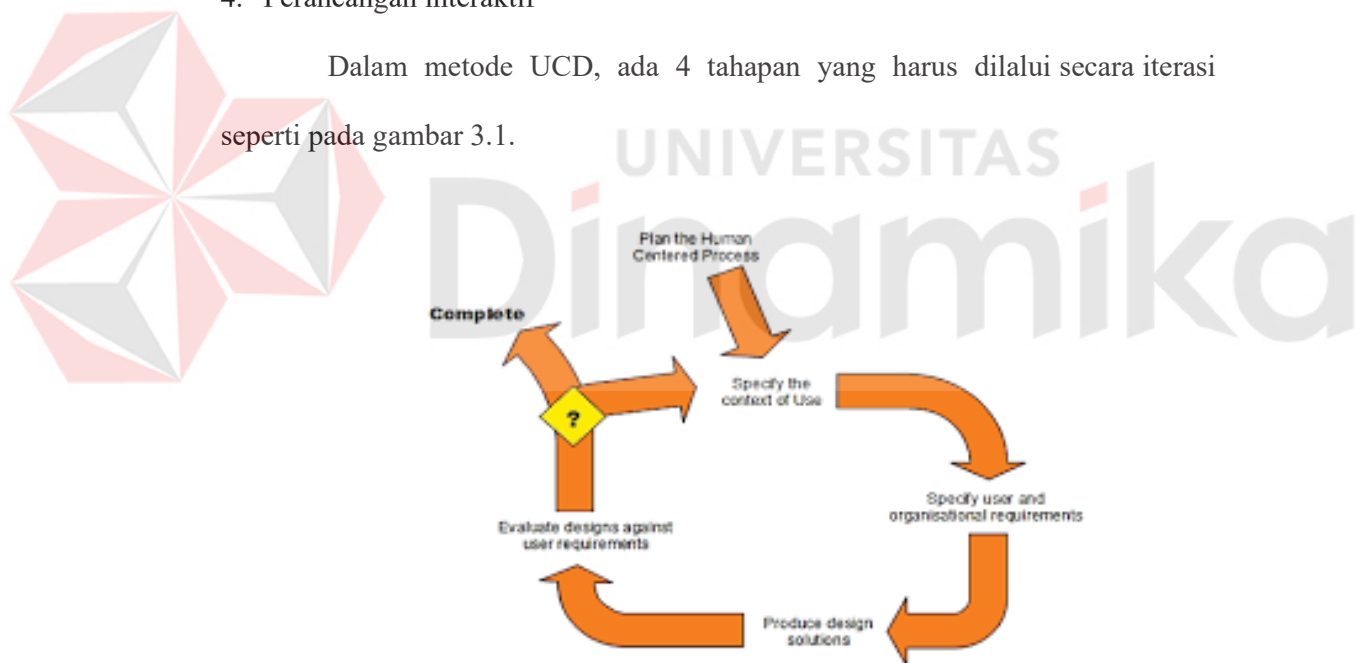 4. Perancangan interaktif
Dalam metode UCD, ada 4 tahapan yang harus dilalui secara iterasi
seperti pada gambar 3.1.
UNIVERSITAS
Dinamika
Plan the Human
Centered Process
Complete
Specify the
context of Use
?
Specify user and
organisational requirements
Evaluate designs against
user requirements
Produce design
solutions